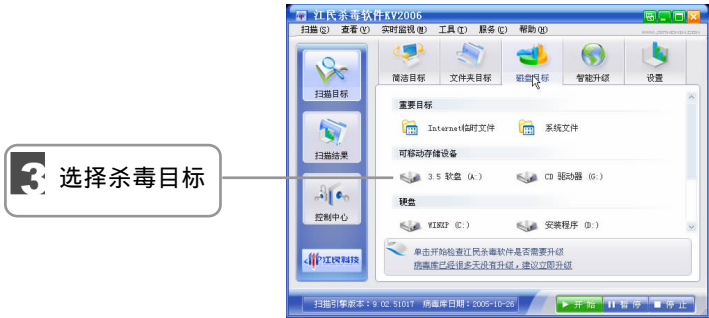 江民杀毒软件KV2006
扫描(S) 查看(V) 实时监视(M) 工具(T) 服务(C) 帮助(H)
简洁目标 文件夹目标 磁盘目标 智能升级 设置
扫描目标
重要目标
Internet临时文件 系统文件
扫描结果
可移动存储设备
3 选择杀毒目标
3.5 软盘 (A:) CD 驱动器 (G:)
硬盘
控制中心
WINXP (C:) 安装程序 (D:)
单击开始检查江民杀毒软件是否需要升级
江民科技
病毒库已经很多天没有升级，建议立即升级
扫描引擎版本：9.02.51017 病毒库日期：2005-10-26 开始 暂停 停止